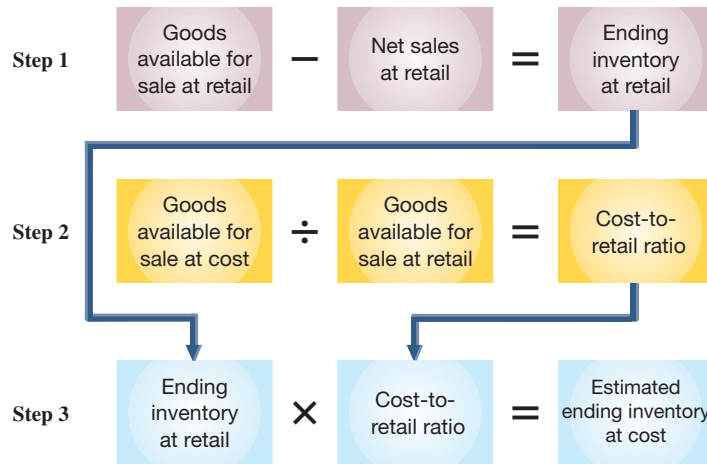 Step 1
Goods
available for
sale at retail
−
Net sales
at retail
=
Ending
inventory
at retail
Step 2
Goods
available for
sale at cost
÷
Goods
available for
sale at retail
=
Cost-to-
retail ratio
Step 3
Ending
inventory
at retail
×
Cost-to-
retail ratio
=
Estimated
ending inventory
at cost